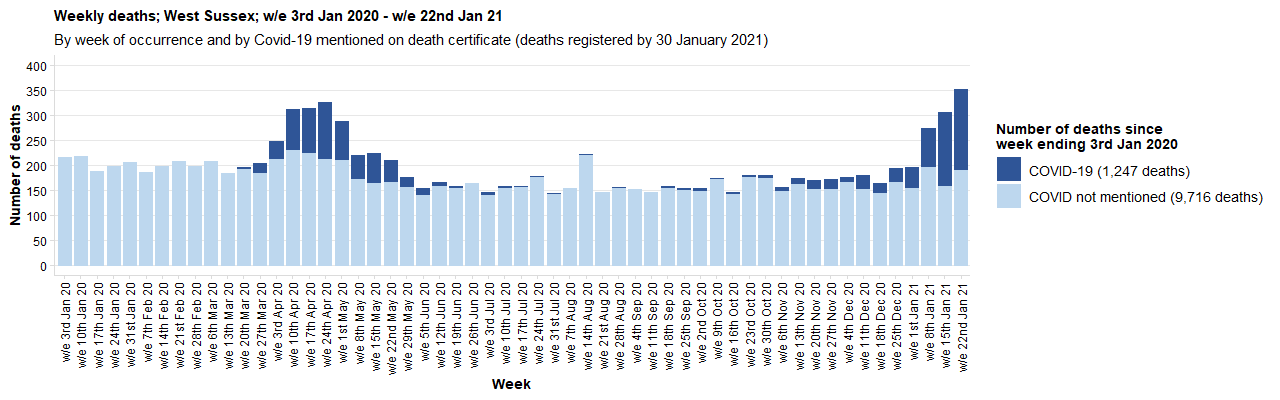 Weekly deaths; West Sussex; w/e 3rd Jan 2020 - w/e 22nd Jan 21
By week of occurrence and by Covid-19 mentioned on death certificate (deaths registered by 30 January 2021)
Number of deaths
400
350
300
250
200
150
100
50
0
w/e 3rd Jan 20
w/e 10th Jan 20
w/e 17th Jan 20
w/e 24th Jan 20
w/e 31st Jan 20
w/e 7th Feb 20
w/e 14th Feb 20
w/e 21st Feb 20
w/e 28th Feb 20
w/e 6th Mar 20
w/e 13th Mar 20
w/e 20th Mar 20
w/e 27th Mar 20
w/e 3rd Apr 20
w/e 10th Apr 20
w/e 17th Apr 20
w/e 24th Apr 20
w/e 1st May 20
w/e 8th May 20
w/e 15th May 20
w/e 22nd May 20
w/e 29th May 20
w/e 5th Jun 20
w/e 12th Jun 20
w/e 19th Jun 20
w/e 26th Jun 20
w/e 3rd Jul 20
w/e 10th Jul 20
w/e 17th Jul 20
w/e 24th Jul 20
w/e 31st Jul 20
w/e 7th Aug 20
w/e 14th Aug 20
w/e 21st Aug 20
w/e 28th Aug 20
w/e 4th Sep 20
w/e 11th Sep 20
w/e 18th Sep 20
w/e 25th Sep 20
w/e 2nd Oct 20
w/e 9th Oct 20
w/e 16th Oct 20
w/e 23rd Oct 20
w/e 30th Oct 20
w/e 6th Nov 20
w/e 13th Nov 20
w/e 20th Nov 20
w/e 27th Nov 20
w/e 4th Dec 20
w/e 11th Dec 20
w/e 18th Dec 20
w/e 25th Dec 20
w/e 1st Jan 21
w/e 8th Jan 21
w/e 15th Jan 21
w/e 22nd Jan 21
Week
Number of deaths since
week ending 3rd Jan 2020
COVID-19 (1,247 deaths)
COVID not mentioned (9,716 deaths)